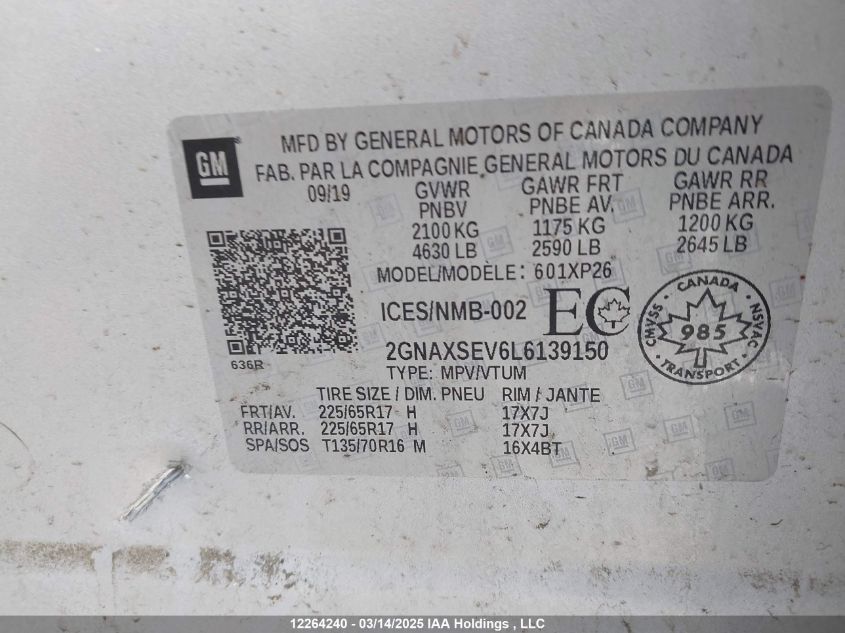 GM
MFD BY GENERAL MOTORS OF CANADA COMPANY
FAB. PAR LA COMPAGNIE GENERAL MOTORS DU CANADA
09/19 GVWR GAWR FRT GAWR RR
PNBV PNBE AV. PNBE ARR.
2100 KG 1175 KG 1200 KG
4630 LB 2590 LB 2645 LB
MODEL/MODÈLE: 601XP26
ICES/NMB-002 EC
CANADA
CMVSS 985 NSVAC
TRANSPORT
636R
2GNAXSEV6L6139150
TYPE: MPV/VTUM
TIRE SIZE / DIM. PNEU RIM / JANTE
FRT/AV. 225/65R17 H 17X7J
RR/ARR. 225/65R17 H 17X7J
SPA/SOS T135/70R16 M 16X4BT
12264240 - 03/14/2025 IAA Holdings , LLC